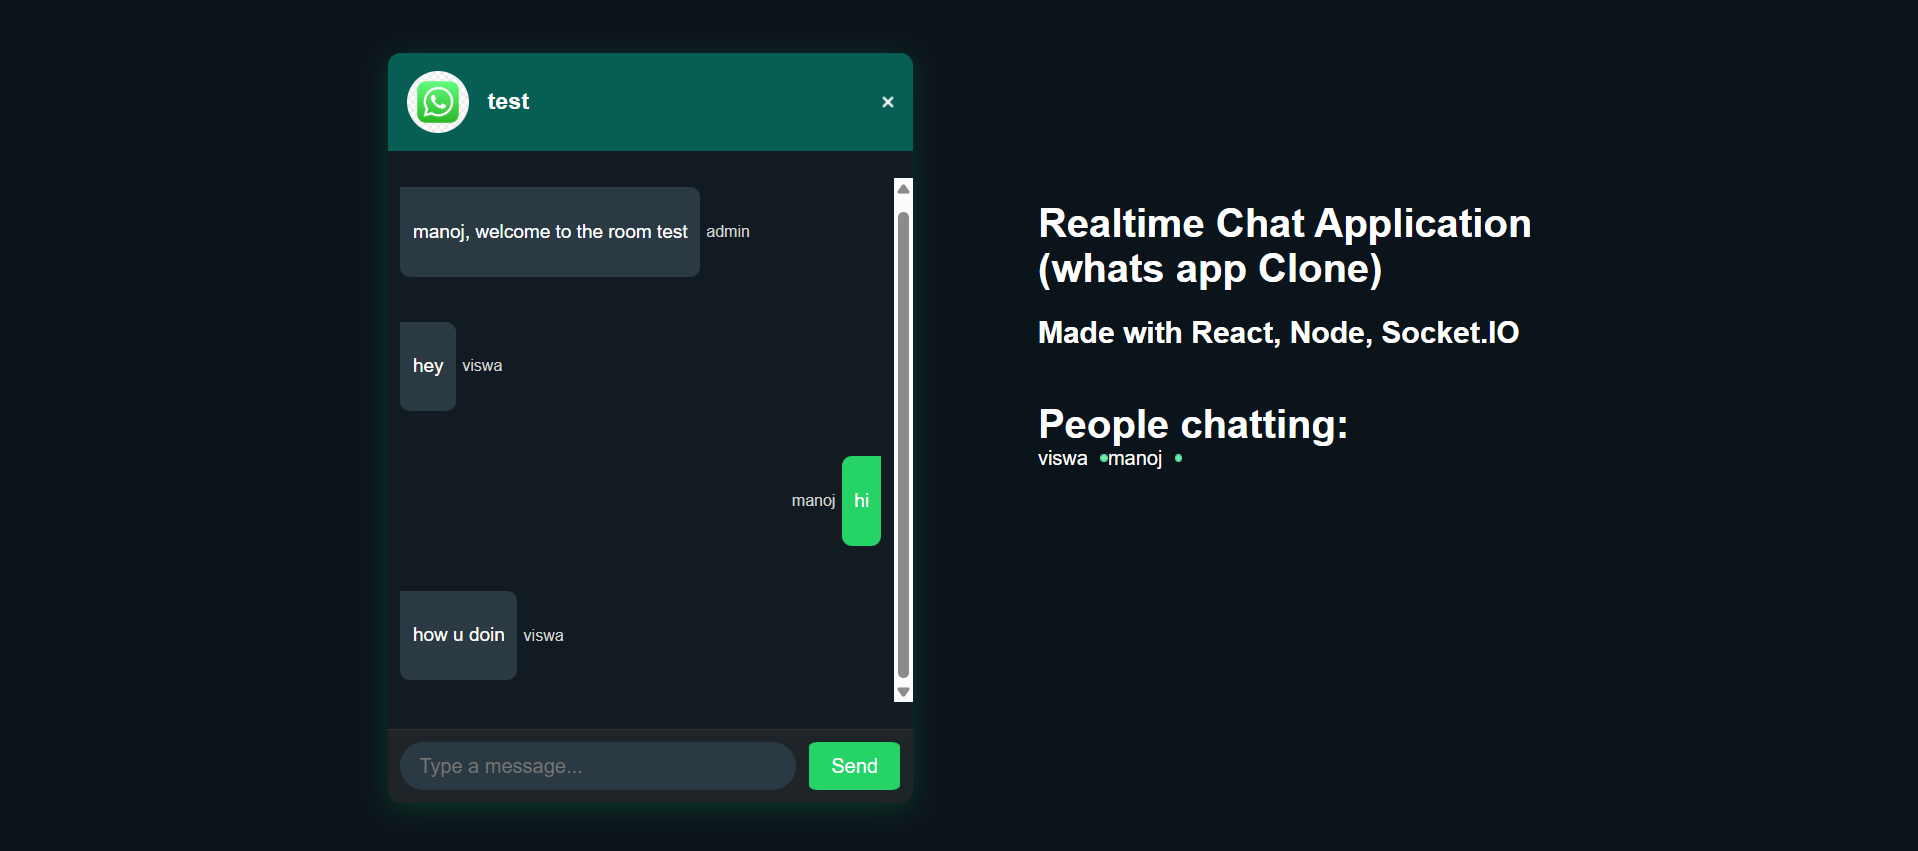 test
×
manoj, welcome to the room test admin
hey viswa
manoj hi
how u doin viswa
Type a message...
Send
Realtime Chat Application
(whats app Clone)
Made with React, Node, Socket.IO
People chatting:
viswa manoj